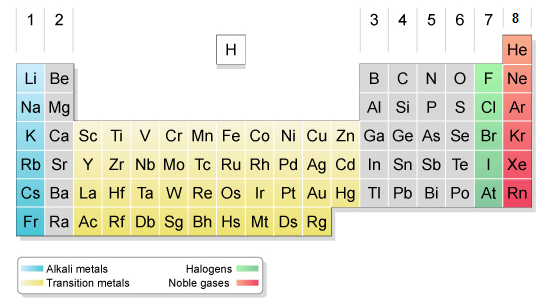 1 2 3 4 5 6 7 8
H He
Li Be B C N O F Ne
Na Mg Al Si P S Cl Ar
K Ca Sc Ti V Cr Mn Fe Co Ni Cu Zn Ga Ge As Se Br Kr
Rb Sr Y Zr Nb Mo Tc Ru Rh Pd Ag Cd In Sn Sb Te I Xe
Cs Ba La Hf Ta W Re Os Ir Pt Au Hg Tl Pb Bi Po At Rn
Fr Ra Ac Rf Db Sg Bh Hs Mt Ds Rg
Alkali metals Halogens
Transition metals Noble gases